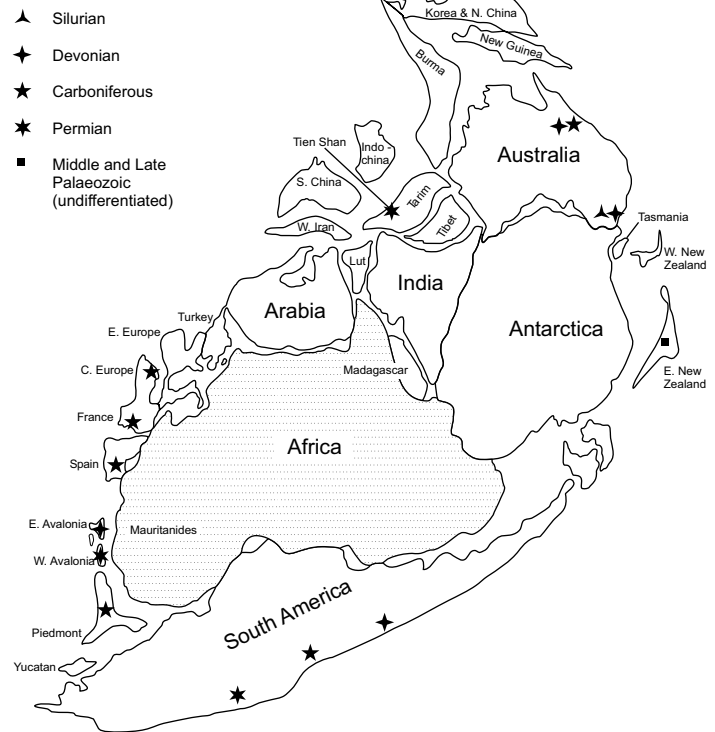 Silurian
Devonian
Carboniferous
Permian
Middle and Late
Palaeozoic
(undifferentiated)
Korea & N. China
New Guinea
Burma
Tien Shan
Indo -
china
Australia
S. China
Tarim
Tibet
Tasmania
W. Iran
W. New
Zealand
Lut
India
Arabia
Turkey
Antarctica
E. Europe
C. Europe
Madagascar
E. New
Zealand
France
Africa
Spain
E. Avalonia
Mauritanides
W. Avalonia
South America
Piedmont
Yucatan